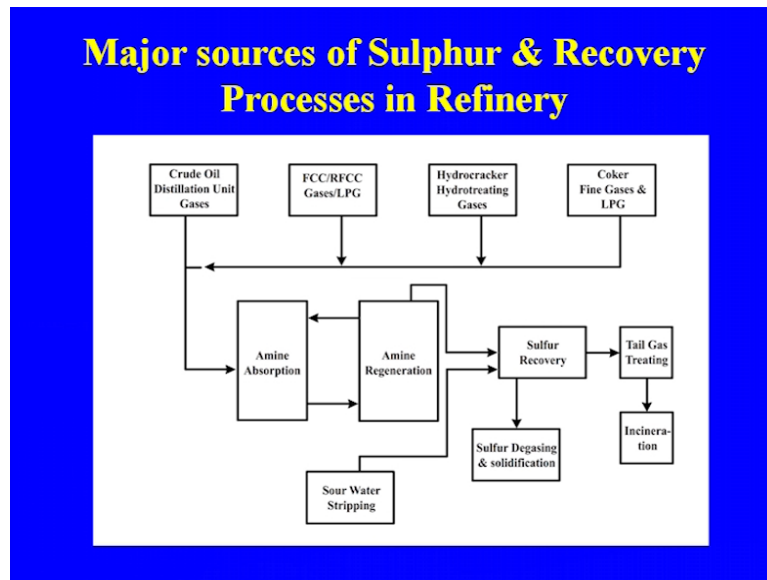 Major sources of Sulphur & Recovery
Processes in Refinery
Crude Oil
Distillation Unit
Gases
FCC/RFCC
Gases/LPG
Hydrocracker
Hydrotreating
Gases
Coker
Fine Gases &
LPG
Amine
Absorption
Amine
Regeneration
Sulfur
Recovery
Tail Gas
Treating
Sulfur Degasing
& solidification
Incinera-
tion
Sour Water
Stripping